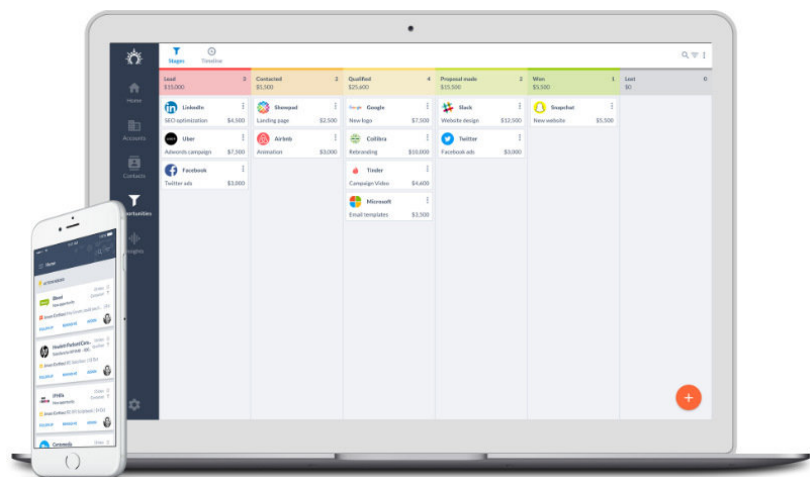 Stages
Timeline
Lead 3
$15,000
Contacted 2
$5,500
Qualified 4
$25,600
Proposal made 2
$15,500
Won 1
$5,500
Lost 0
$0
Home
Accounts
Contacts
Opportunities
Insights
LinkedIn
SEO optimization $4,500
Uber
Adwords campaign $7,500
Facebook
Twitter ads $3,000
Showpad
Landing page $2,500
Airbnb
Animation $3,000
Google
New logo $7,500
Collibra
Rebranding $10,000
Tinder
Campaign Video $4,600
Microsoft
Email templates $3,500
Slack
Website design $12,500
Twitter
Facebook ads $3,000
Snapchat
New website $5,500
+
Home